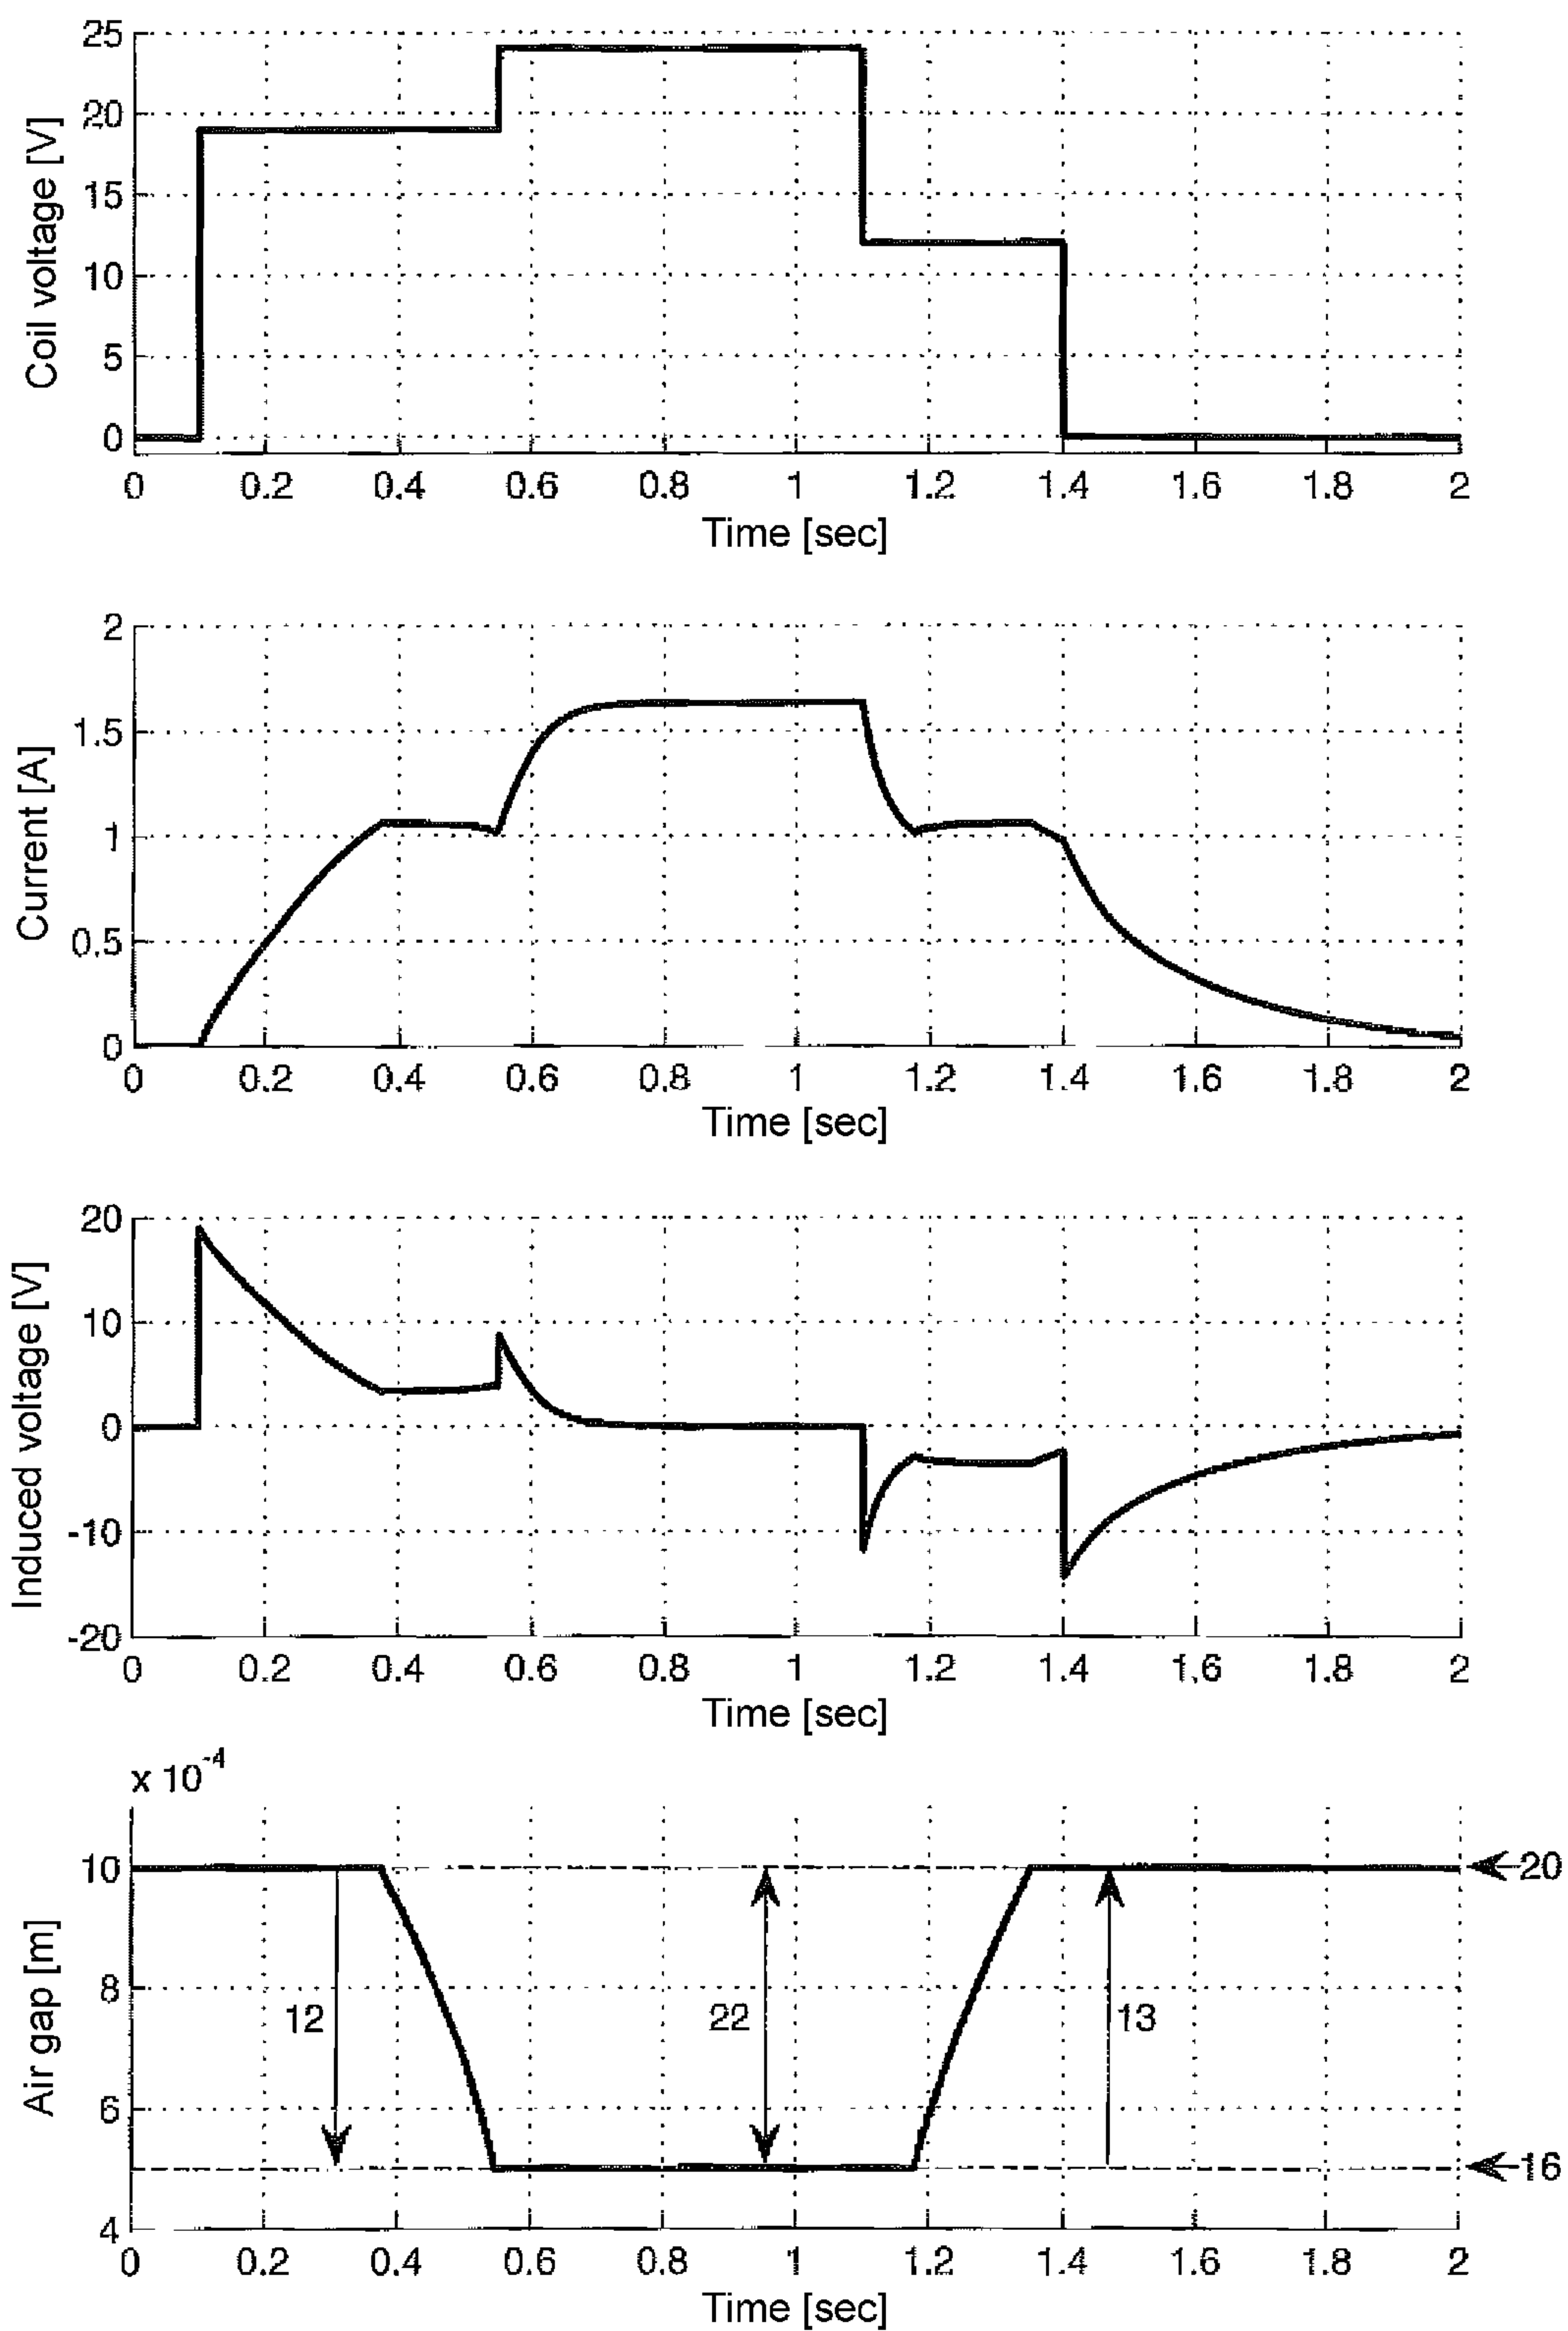 Coil voltage [V]
25
20
15
10
5
0
0 0.2 0.4 0.6 0.8 1 1.2 1.4 1.6 1.8 2
Time [sec]
Current [A]
2
1.5
1
0.5
0
0 0.2 0.4 0.6 0.8 1 1.2 1.4 1.6 1.8 2
Time [sec]
Induced voltage [V]
20
10
0
-10
-20
0 0.2 0.4 0.6 0.8 1 1.2 1.4 1.6 1.8 2
Time [sec]
x 10-4
Air gap [m]
10
8
6
4
20
12
22
13
16
0 0.2 0.4 0.6 0.8 1 1.2 1.4 1.6 1.8 2
Time [sec]